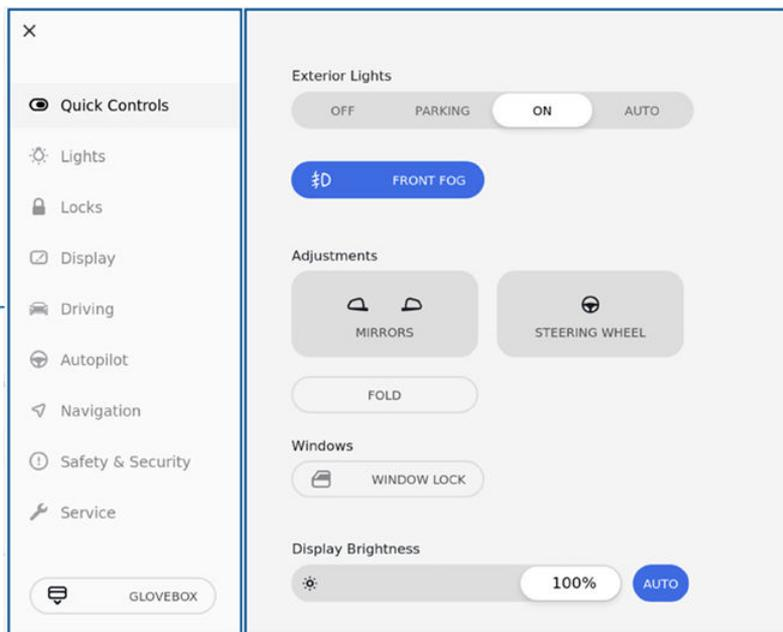 Quick Controls
Lights
Locks
Display
Driving
Autopilot
Navigation
Safety & Security
Service
GLOVEBOX
Exterior Lights
OFF PARKING ON AUTO
FRONT FOG
Adjustments
MIRRORS STEERING WHEEL
FOLD
Windows
WINDOW LOCK
Display Brightness
100% AUTO